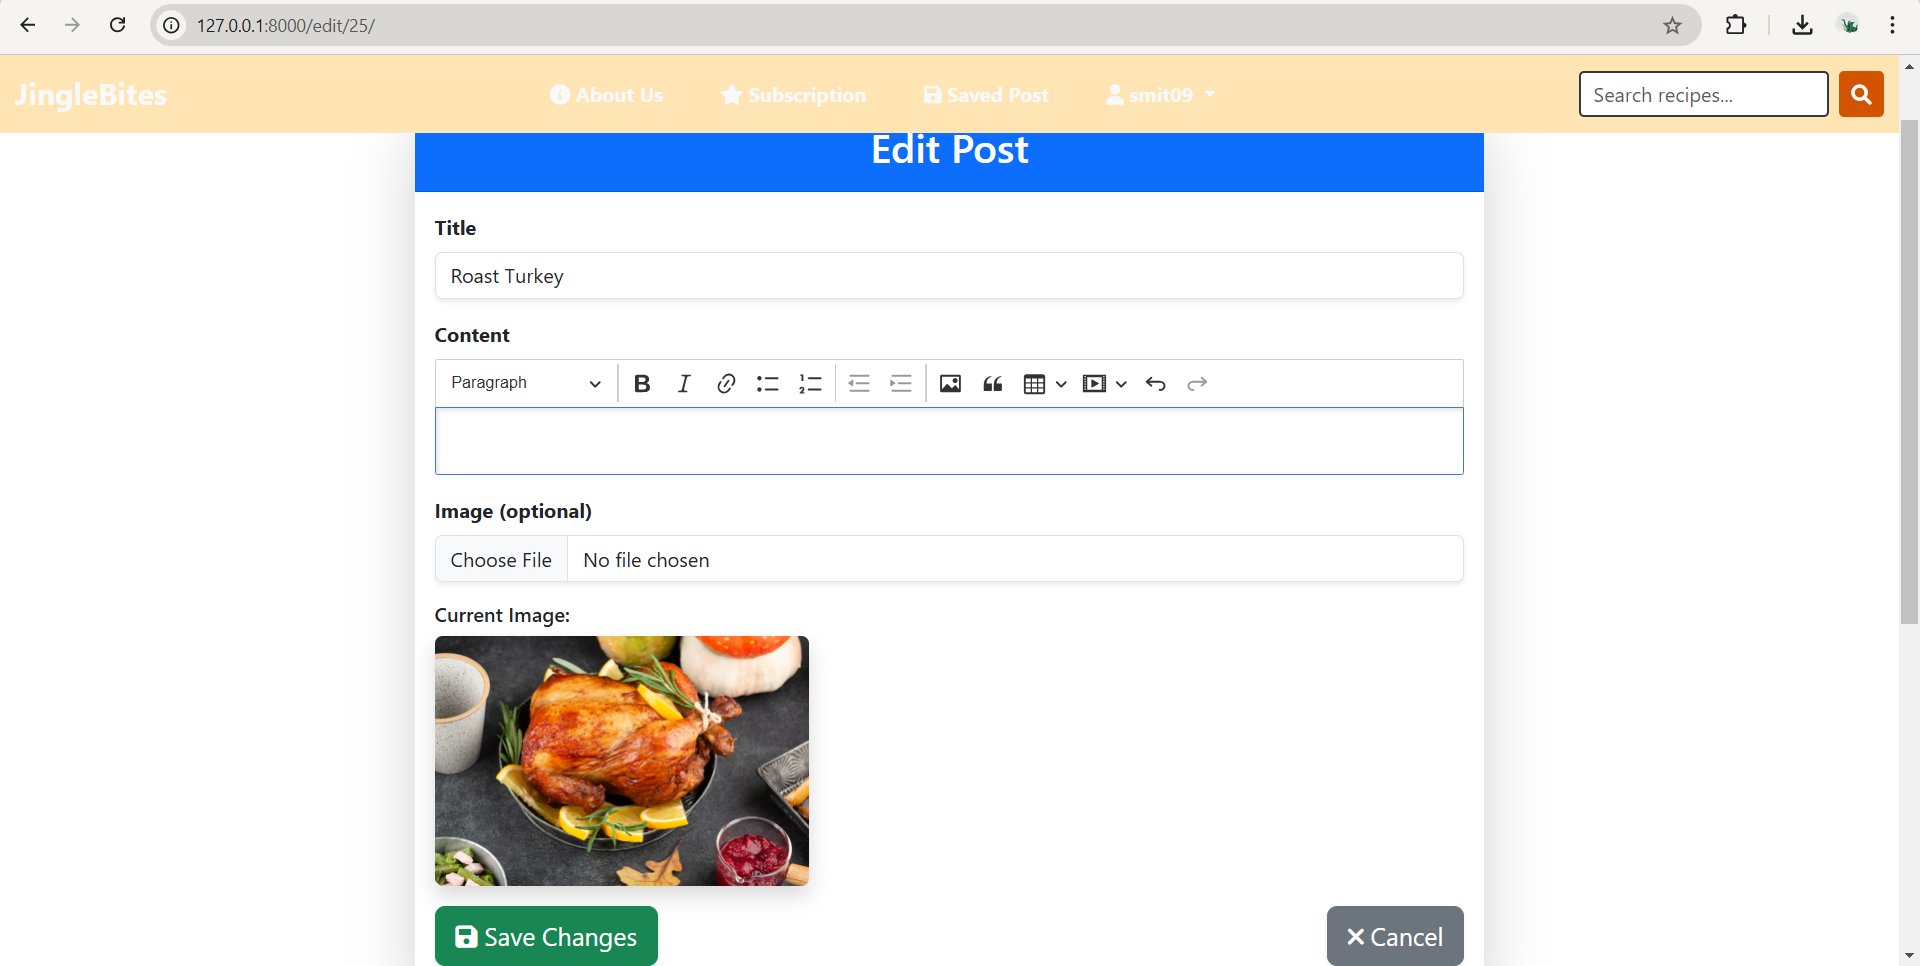 127.0.0.1:8000/edit/25/
JingleBites About Us Subscription Saved Post smit09 Search recipes...
Edit Post
Title
Roast Turkey
Content
Paragraph
Image (optional)
Choose File No file chosen
Current Image:
Save Changes Cancel